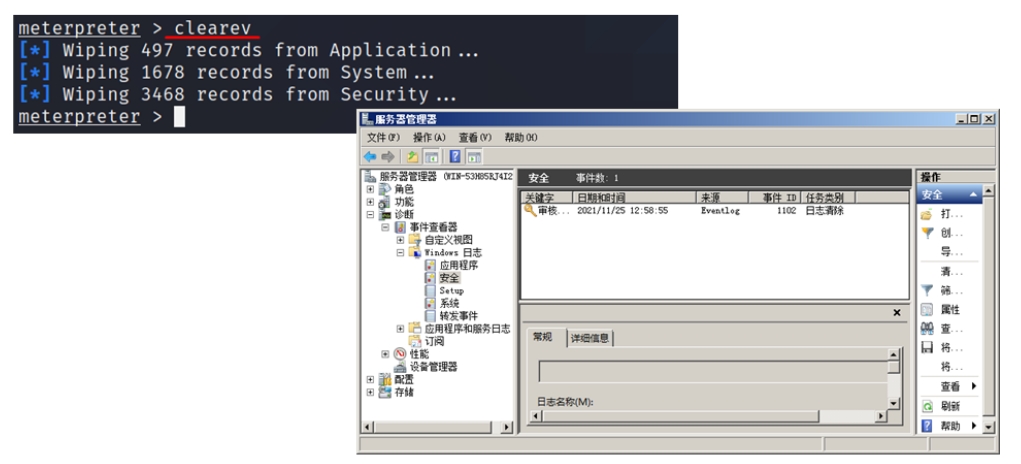 meterpreter > clearev
[*] Wiping 497 records from Application ...
[*] Wiping 1678 records from System ...
[*] Wiping 3468 records from Security ...
meterpreter >
服务器管理器
文件(F) 操作(A) 查看(V) 帮助(H)
服务器管理器 (WIN-53H85RJ4I2
角色
功能
诊断
事件查看器
自定义视图
Windows 日志
应用程序
安全
Setup
系统
转发事件
应用程序和服务日志
订阅
性能
设备管理器
配置
存储
安全 事件数: 1
关键字 日期和时间 来源 事件 ID 任务类别
审核... 2021/11/25 12:58:55 Eventlog 1102 日志清除
常规 详细信息
日志名称(M):
操作
安全
打...
创...
导...
清...
筛...
属性
查...
将...
将...
查看
刷新
帮助